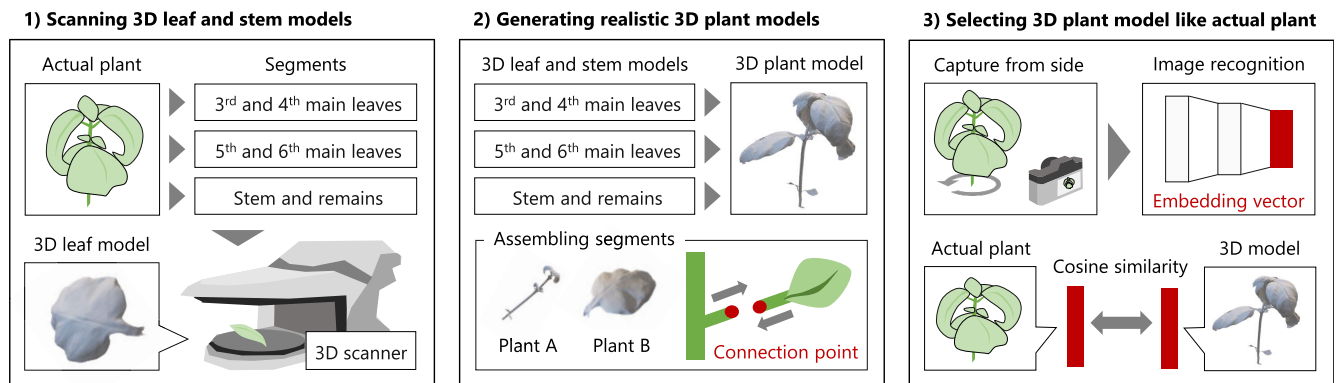 1) Scanning 3D leaf and stem models
Actual plant
Segments
3rd and 4th main leaves
5th and 6th main leaves
Stem and remains
3D leaf model
3D scanner
2) Generating realistic 3D plant models
3D leaf and stem models
3D plant model
3rd and 4th main leaves
5th and 6th main leaves
Stem and remains
Assembling segments
Plant A
Plant B
Connection point
3) Selecting 3D plant model like actual plant
Capture from side
Image recognition
Embedding vector
Actual plant
Cosine similarity
3D model